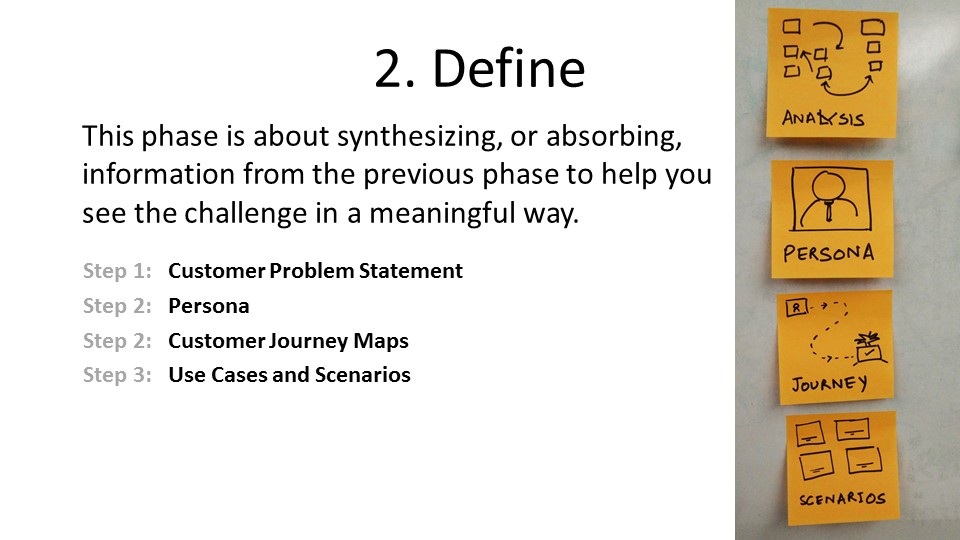 2. Define
This phase is about synthesizing, or absorbing,
information from the previous phase to help you
see the challenge in a meaningful way.
Step 1: Customer Problem Statement
Step 2: Persona
Step 2: Customer Journey Maps
Step 3: Use Cases and Scenarios
ANALYSIS
PERSONA
R
JOURNEY
SCENARIOS